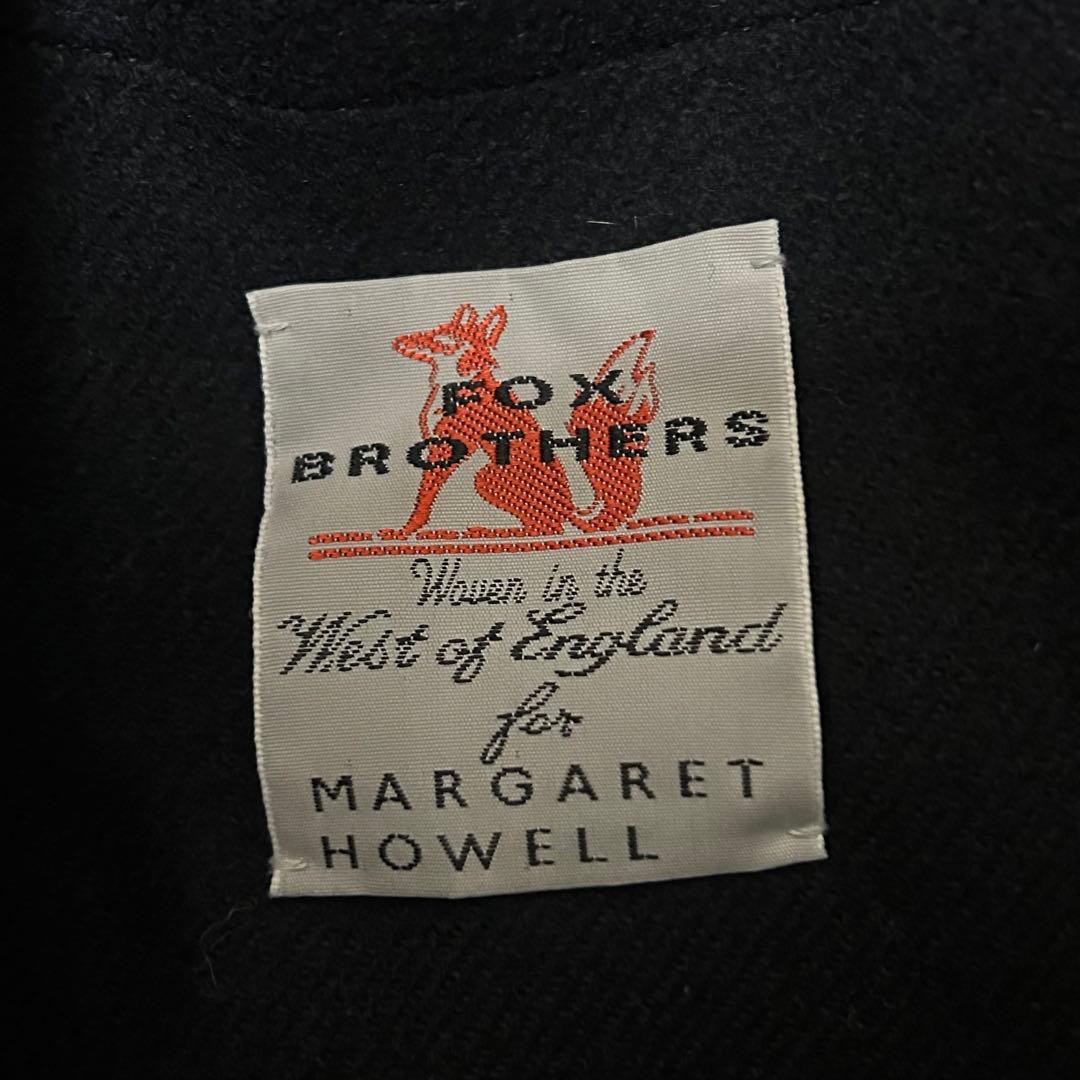 FOX
BROTHERS
Woven in the
West of England
for
MARGARET
HOWELL